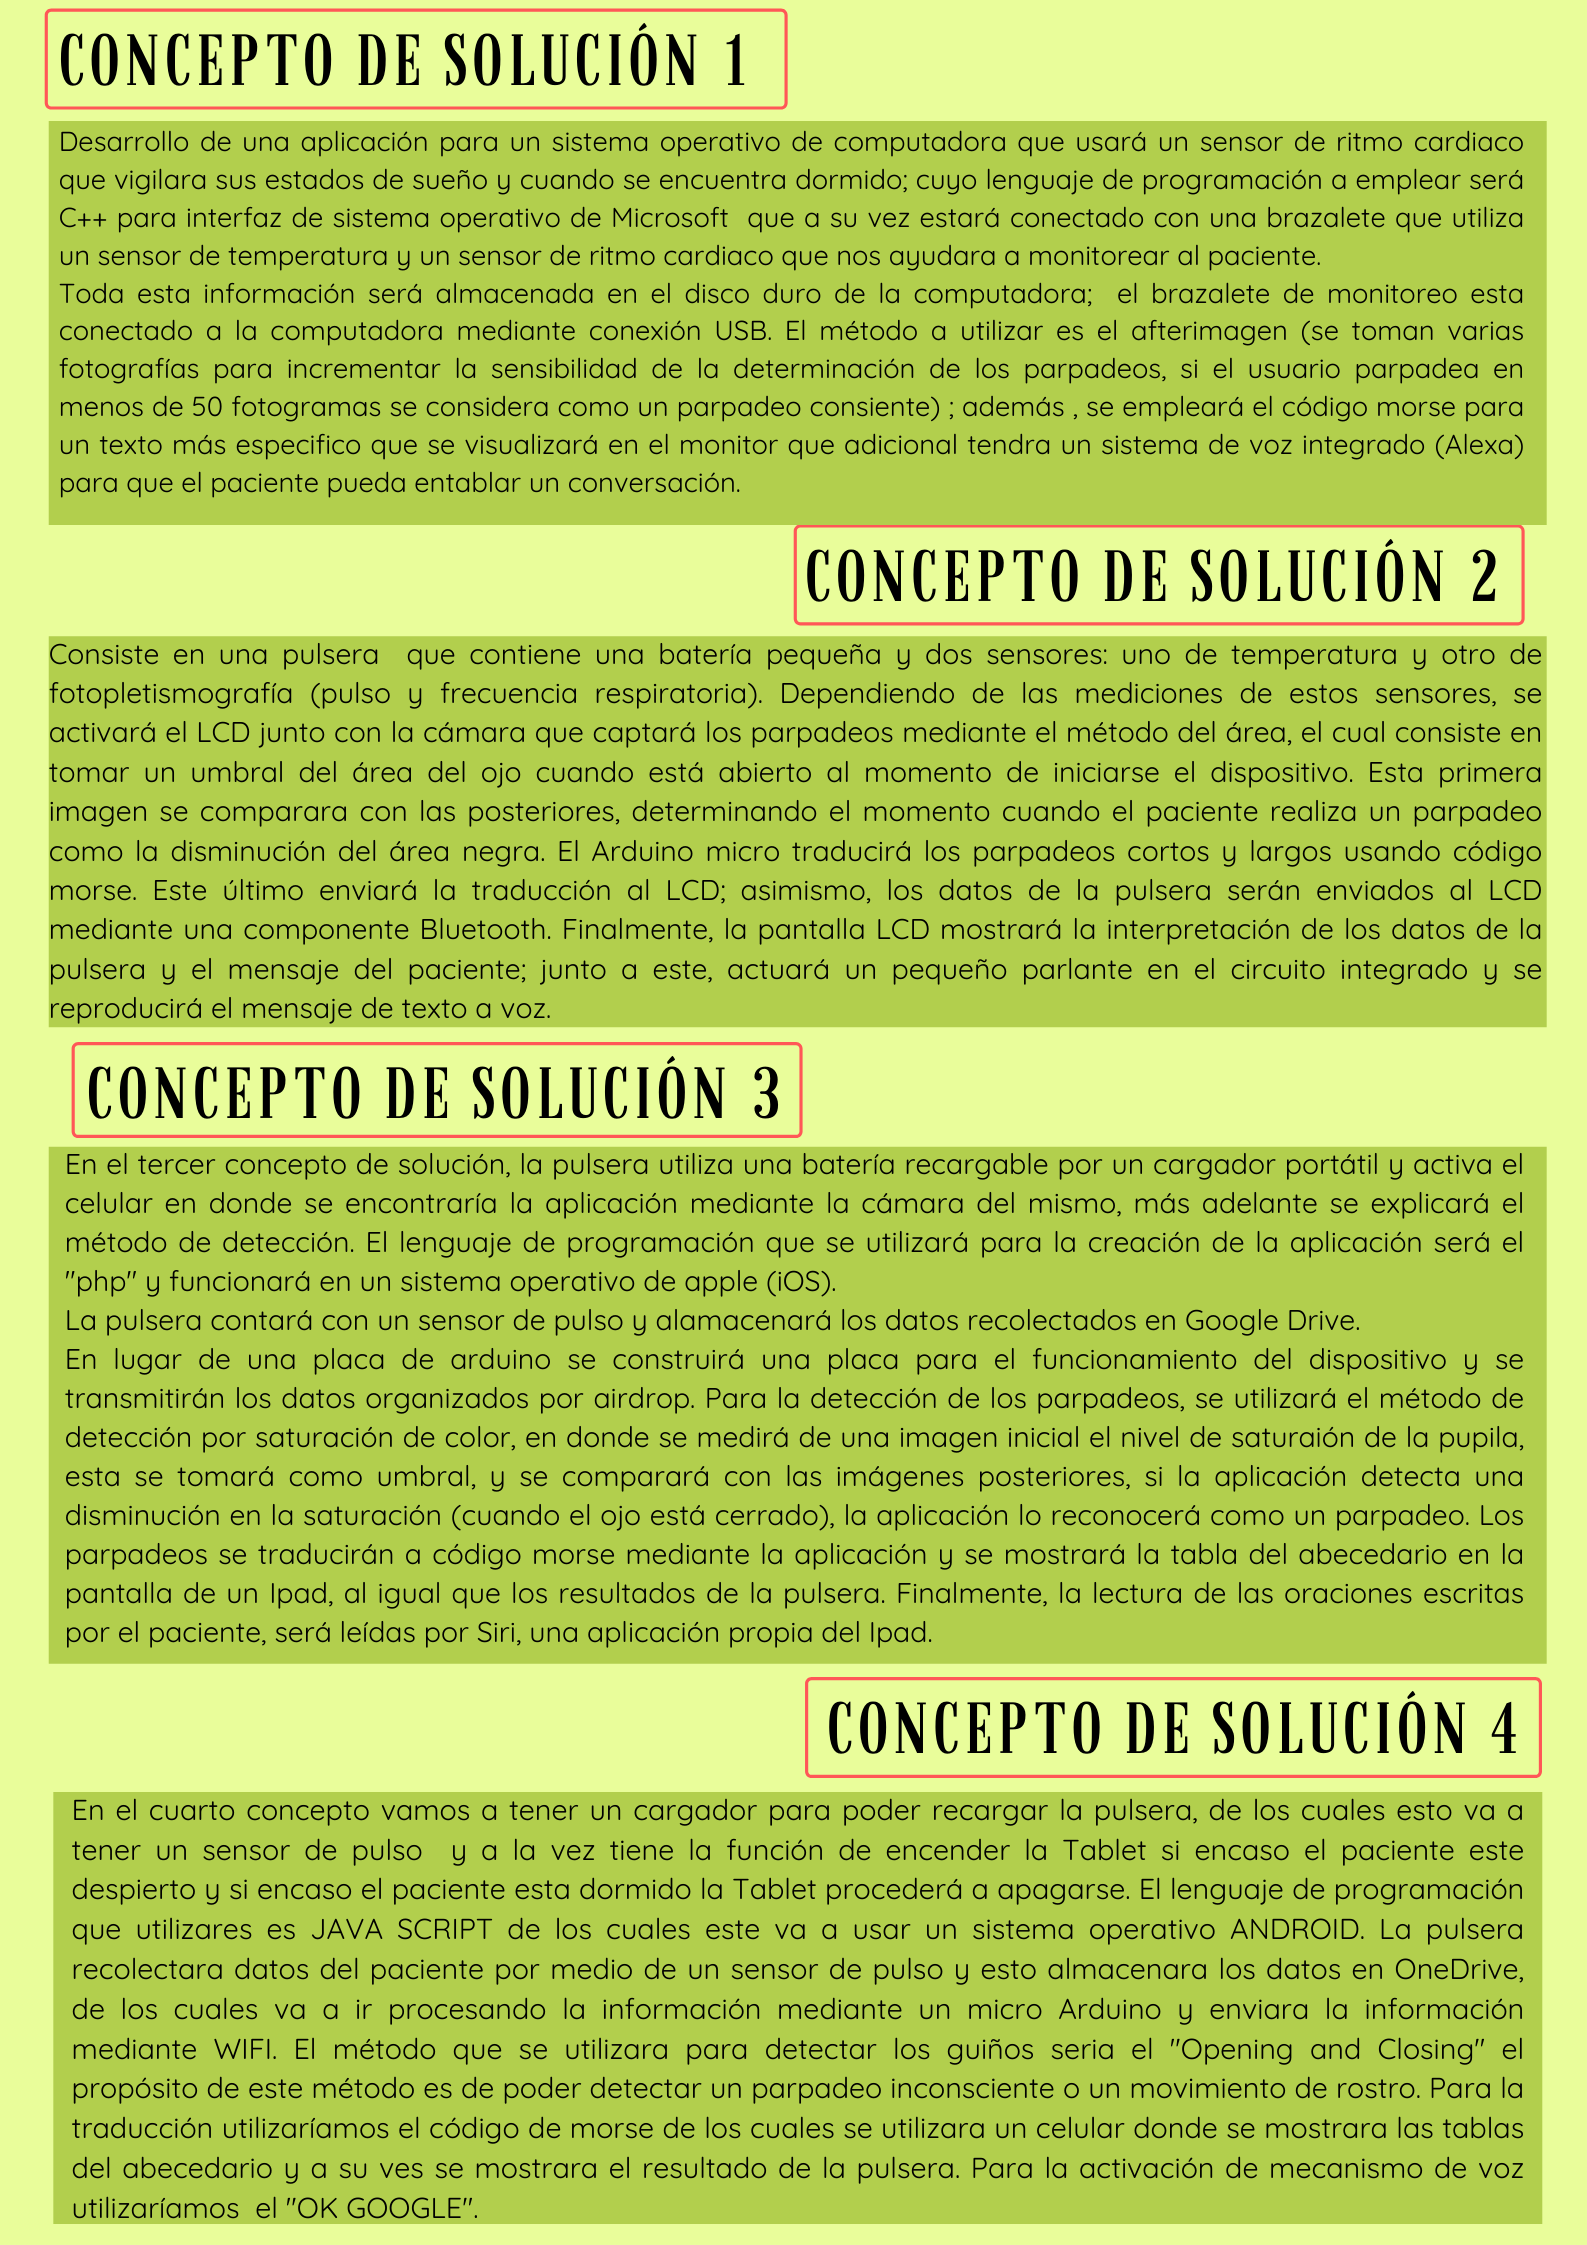 CONCEPTO DE SOLUCIÓN 1
Desarrollo de una aplicación para un sistema operativo de computadora que usará un sensor de ritmo cardiaco
que vigilara sus estados de sueño y cuando se encuentra dormido; cuyo lenguaje de programación a emplear será
C++ para interfaz de sistema operativo de Microsoft que a su vez estará conectado con una brazalete que utiliza
un sensor de temperatura y un sensor de ritmo cardiaco que nos ayudara a monitorear al paciente.
Toda esta información será almacenada en el disco duro de la computadora; el brazalete de monitoreo esta
conectado a la computadora mediante conexión USB. El método a utilizar es el afterimagen (se toman varias
fotografías para incrementar la sensibilidad de la determinación de los parpadeos, si el usuario parpadea en
menos de 50 fotogramas se considera como un parpadeo consiente) ; además , se empleará el código morse para
un texto más especifico que se visualizará en el monitor que adicional tendra un sistema de voz integrado (Alexa)
para que el paciente pueda entablar un conversación.
CONCEPTO DE SOLUCIÓN 2
Consiste en una pulsera que contiene una batería pequeña y dos sensores: uno de temperatura y otro de
fotopletismografía (pulso y frecuencia respiratoria). Dependiendo de las mediciones de estos sensores, se
activará el LCD junto con la cámara que captará los parpadeos mediante el método del área, el cual consiste en
tomar un umbral del área del ojo cuando está abierto al momento de iniciarse el dispositivo. Esta primera
imagen se comparara con las posteriores, determinando el momento cuando el paciente realiza un parpadeo
como la disminución del área negra. El Arduino micro traducirá los parpadeos cortos y largos usando código
morse. Este último enviará la traducción al LCD; asimismo, los datos de la pulsera serán enviados al LCD
mediante una componente Bluetooth. Finalmente, la pantalla LCD mostrará la interpretación de los datos de la
pulsera y el mensaje del paciente; junto a este, actuará un pequeño parlante en el circuito integrado y se
reproducirá el mensaje de texto a voz.
CONCEPTO DE SOLUCIÓN 3
En el tercer concepto de solución, la pulsera utiliza una batería recargable por un cargador portátil y activa el
celular en donde se encontraría la aplicación mediante la cámara del mismo, más adelante se explicará el
método de detección. El lenguaje de programación que se utilizará para la creación de la aplicación será el
"php" y funcionará en un sistema operativo de apple (iOS).
La pulsera contará con un sensor de pulso y alamacenará los datos recolectados en Google Drive.
En lugar de una placa de arduino se construirá una placa para el funcionamiento del dispositivo y se
transmitirán los datos organizados por airdrop. Para la detección de los parpadeos, se utilizará el método de
detección por saturación de color, en donde se medirá de una imagen inicial el nivel de saturaión de la pupila,
esta se tomará como umbral, y se comparará con las imágenes posteriores, si la aplicación detecta una
disminución en la saturación (cuando el ojo está cerrado), la aplicación lo reconocerá como un parpadeo. Los
parpadeos se traducirán a código morse mediante la aplicación y se mostrará la tabla del abecedario en la
pantalla de un Ipad, al igual que los resultados de la pulsera. Finalmente, la lectura de las oraciones escritas
por el paciente, será leídas por Siri, una aplicación propia del Ipad.
CONCEPTO DE SOLUCIÓN 4
En el cuarto concepto vamos a tener un cargador para poder recargar la pulsera, de los cuales esto va a
tener un sensor de pulso y a la vez tiene la función de encender la Tablet si encaso el paciente este
despierto y si encaso el paciente esta dormido la Tablet procederá a apagarse. El lenguaje de programación
que utilizares es JAVA SCRIPT de los cuales este va a usar un sistema operativo ANDROID. La pulsera
recolectara datos del paciente por medio de un sensor de pulso y esto almacenara los datos en OneDrive,
de los cuales va a ir procesando la información mediante un micro Arduino y enviara la información
mediante WIFI. El método que se utilizara para detectar los guiños seria el "Opening and Closing" el
propósito de este método es de poder detectar un parpadeo inconsciente o un movimiento de rostro. Para la
traducción utilizaríamos el código de morse de los cuales se utilizara un celular donde se mostrara las tablas
del abecedario y a su ves se mostrara el resultado de la pulsera. Para la activación de mecanismo de voz
utilizaríamos el "OK GOOGLE".